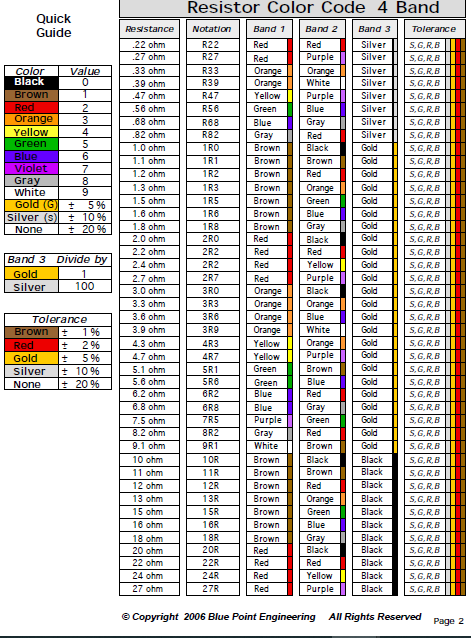 Quick
Guide
Color Value
Black 0
Brown 1
Red 2
Orange 3
Yellow 4
Green 5
Blue 6
Violet 7
Gray 8
White 9
Gold (G) ± 5 %
Silver (s) ± 10 %
None ± 20 %
Band 3 Divide by
Gold 1
Silver 100
Tolerance
Brown ± 1 %
Red ± 2 %
Gold ± 5 %
Silver ± 10 %
None ± 20 %
Resistor Color Code 4 Band
Resistance Notation Band 1 Band 2 Band 3 Tolerance
.22 ohm R22 Red Red Silver S,G,R,B
.27 ohm R27 Red Purple Silver S,G,R,B
.33 ohm R33 Orange Orange Silver S,G,R,B
.39 ohm R39 Orange White Silver S,G,R,B
.47 ohm R47 Yellow Purple Silver S,G,R,B
.56 ohm R56 Green Blue Silver S,G,R,B
.68 ohm R68 Blue Gray Silver S,G,R,B
.82 ohm R82 Gray Red Silver S,G,R,B
1.0 ohm 1R0 Brown Black Gold S,G,R,B
1.1 ohm 1R1 Brown Brown Gold S,G,R,B
1.2 ohm 1R2 Brown Red Gold S,G,R,B
1.3 ohm 1R3 Brown Orange Gold S,G,R,B
1.5 ohm 1R5 Brown Green Gold S,G,R,B
1.6 ohm 1R6 Brown Blue Gold S,G,R,B
1.8 ohm 1R8 Brown Gray Gold S,G,R,B
2.0 ohm 2R0 Red Black Gold S,G,R,B
2.2 ohm 2R2 Red Red Gold S,G,R,B
2.4 ohm 2R2 Red Yellow Gold S,G,R,B
2.7 ohm 2R7 Red Purple Gold S,G,R,B
3.0 ohm 3R0 Orange Black Gold S,G,R,B
3.3 ohm 3R3 Orange Orange Gold S,G,R,B
3.6 ohm 3R6 Orange Blue Gold S,G,R,B
3.9 ohm 3R9 Orange White Gold S,G,R,B
4.3 ohm 4R3 Yellow Orange Gold S,G,R,B
4.7 ohm 4R7 Yellow Purple Gold S,G,R,B
5.1 ohm 5R1 Green Brown Gold S,G,R,B
5.6 ohm 5R6 Green Blue Gold S,G,R,B
6.2 ohm 6R2 Blue Red Gold S,G,R,B
6.8 ohm 6R8 Blue Gray Gold S,G,R,B
7.5 ohm 7R5 Purple Green Gold S,G,R,B
8.2 ohm 8R2 Gray Red Gold S,G,R,B
9.1 ohm 9R1 White Brown Gold S,G,R,B
10 ohm 10R Brown Black Black S,G,R,B
11 ohm 11R Brown Brown Black S,G,R,B
12 ohm 12R Brown Red Black S,G,R,B
13 ohm 13R Brown Orange Black S,G,R,B
15 ohm 15R Brown Green Black S,G,R,B
16 ohm 16R Brown Blue Black S,G,R,B
18 ohm 18R Brown Gray Black S,G,R,B
20 ohm 20R Red Black Black S,G,R,B
22 ohm 22R Red Red Black S,G,R,B
24 ohm 24R Red Yellow Black S,G,R,B
27 ohm 27R Red Purple Black S,G,R,B
© Copyright 2006 Blue Point Engineering All Rights Reserved Page 2